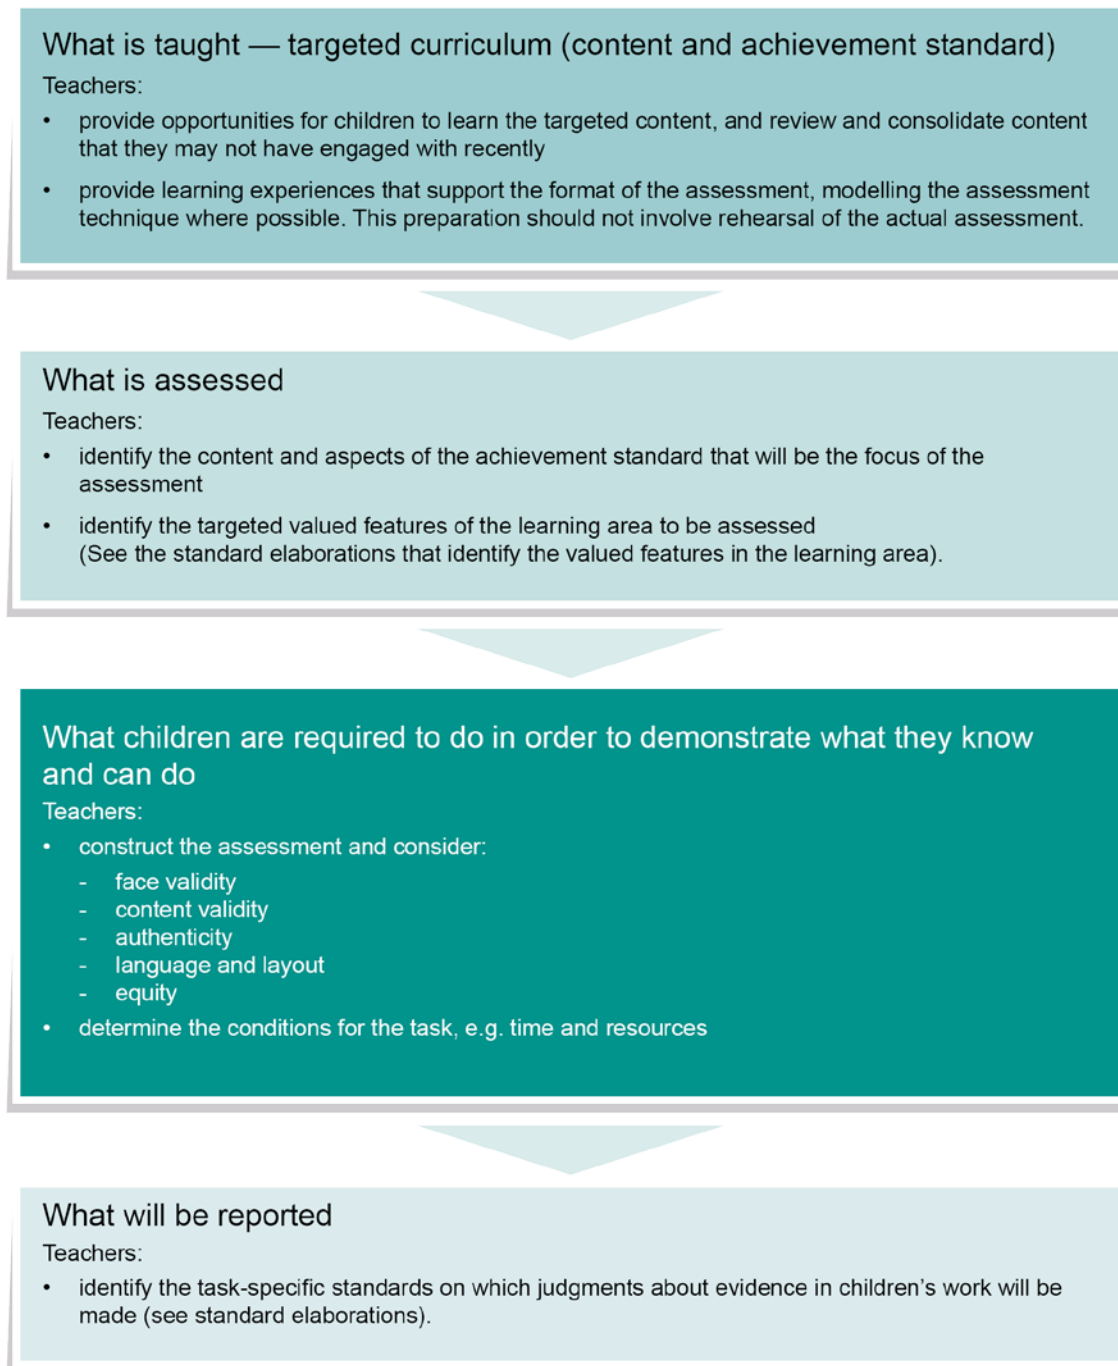 What is taught — targeted curriculum (content and achievement standard)
Teachers:
• provide opportunities for children to learn the targeted content, and review and consolidate content
that they may not have engaged with recently
• provide learning experiences that support the format of the assessment, modelling the assessment
technique where possible. This preparation should not involve rehearsal of the actual assessment.
What is assessed
Teachers:
• identify the content and aspects of the achievement standard that will be the focus of the
assessment
• identify the targeted valued features of the learning area to be assessed
(See the standard elaborations that identify the valued features in the learning area).
What children are required to do in order to demonstrate what they know
and can do
Teachers:
• construct the assessment and consider:
- face validity
- content validity
- authenticity
- language and layout
- equity
• determine the conditions for the task, e.g. time and resources
What will be reported
Teachers:
• identify the task-specific standards on which judgments about evidence in children’s work will be
made (see standard elaborations).